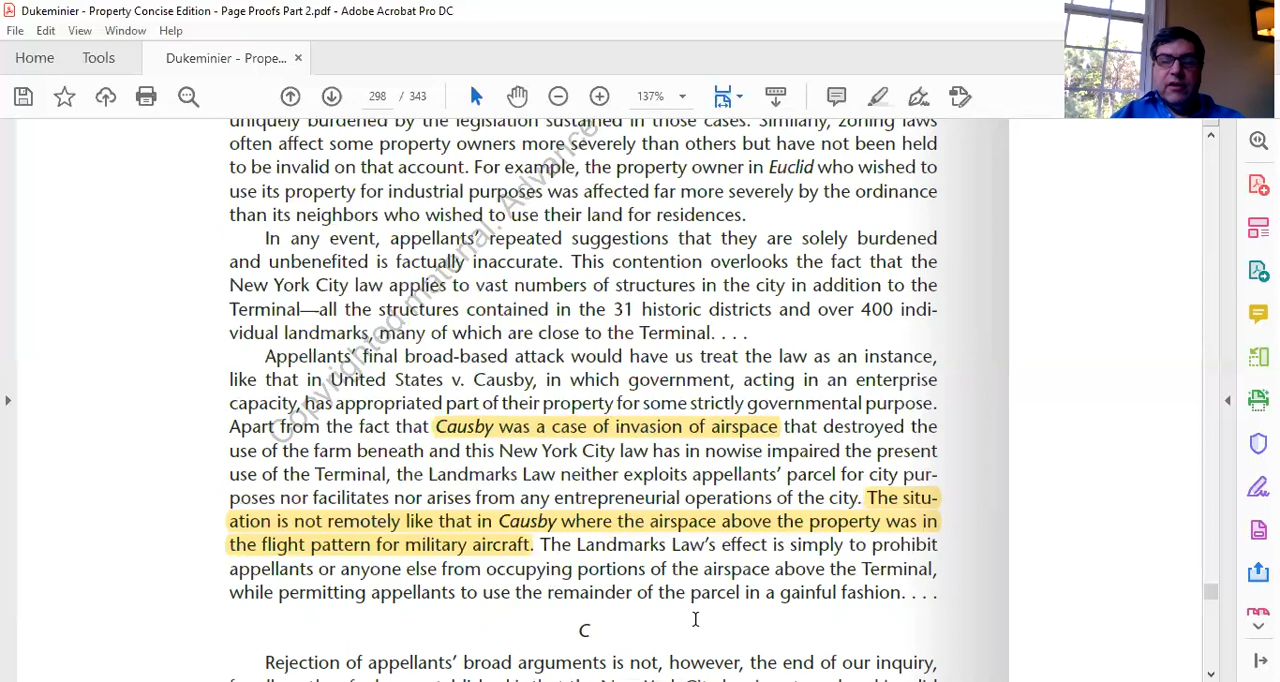 Dukeminier - Property Concise Edition - Page Proofs Part 2.pdf - Adobe Acrobat Pro DC
File Edit View Window Help
Home Tools Dukeminier - Prope... ×
298 / 343 137%
uniquely burdened by the legislation sustained in those cases. Similarly, zoning laws
often affect some property owners more severely than others but have not been held
to be invalid on that account. For example, the property owner in Euclid who wished to
use its property for industrial purposes was affected far more severely by the ordinance
than its neighbors who wished to use their land for residences.
In any event, appellants' repeated suggestions that they are solely burdened
and unbenefited is factually inaccurate. This contention overlooks the fact that the
New York City law applies to vast numbers of structures in the city in addition to the
Terminal—all the structures contained in the 31 historic districts and over 400 indi-
vidual landmarks, many of which are close to the Terminal. . . .
Appellants' final broad-based attack would have us treat the law as an instance,
like that in United States v. Causby, in which government, acting in an enterprise
capacity, has appropriated part of their property for some strictly governmental purpose.
Apart from the fact that Causby was a case of invasion of airspace that destroyed the
use of the farm beneath and this New York City law has in nowise impaired the present
use of the Terminal, the Landmarks Law neither exploits appellants' parcel for city pur-
poses nor facilitates nor arises from any entrepreneurial operations of the city. The situ-
ation is not remotely like that in Causby where the airspace above the property was in
the flight pattern for military aircraft. The Landmarks Law's effect is simply to prohibit
appellants or anyone else from occupying portions of the airspace above the Terminal,
while permitting appellants to use the remainder of the parcel in a gainful fashion. . . .
C
Rejection of appellants' broad arguments is not, however, the end of our inquiry,
Copyrighted material. Advance